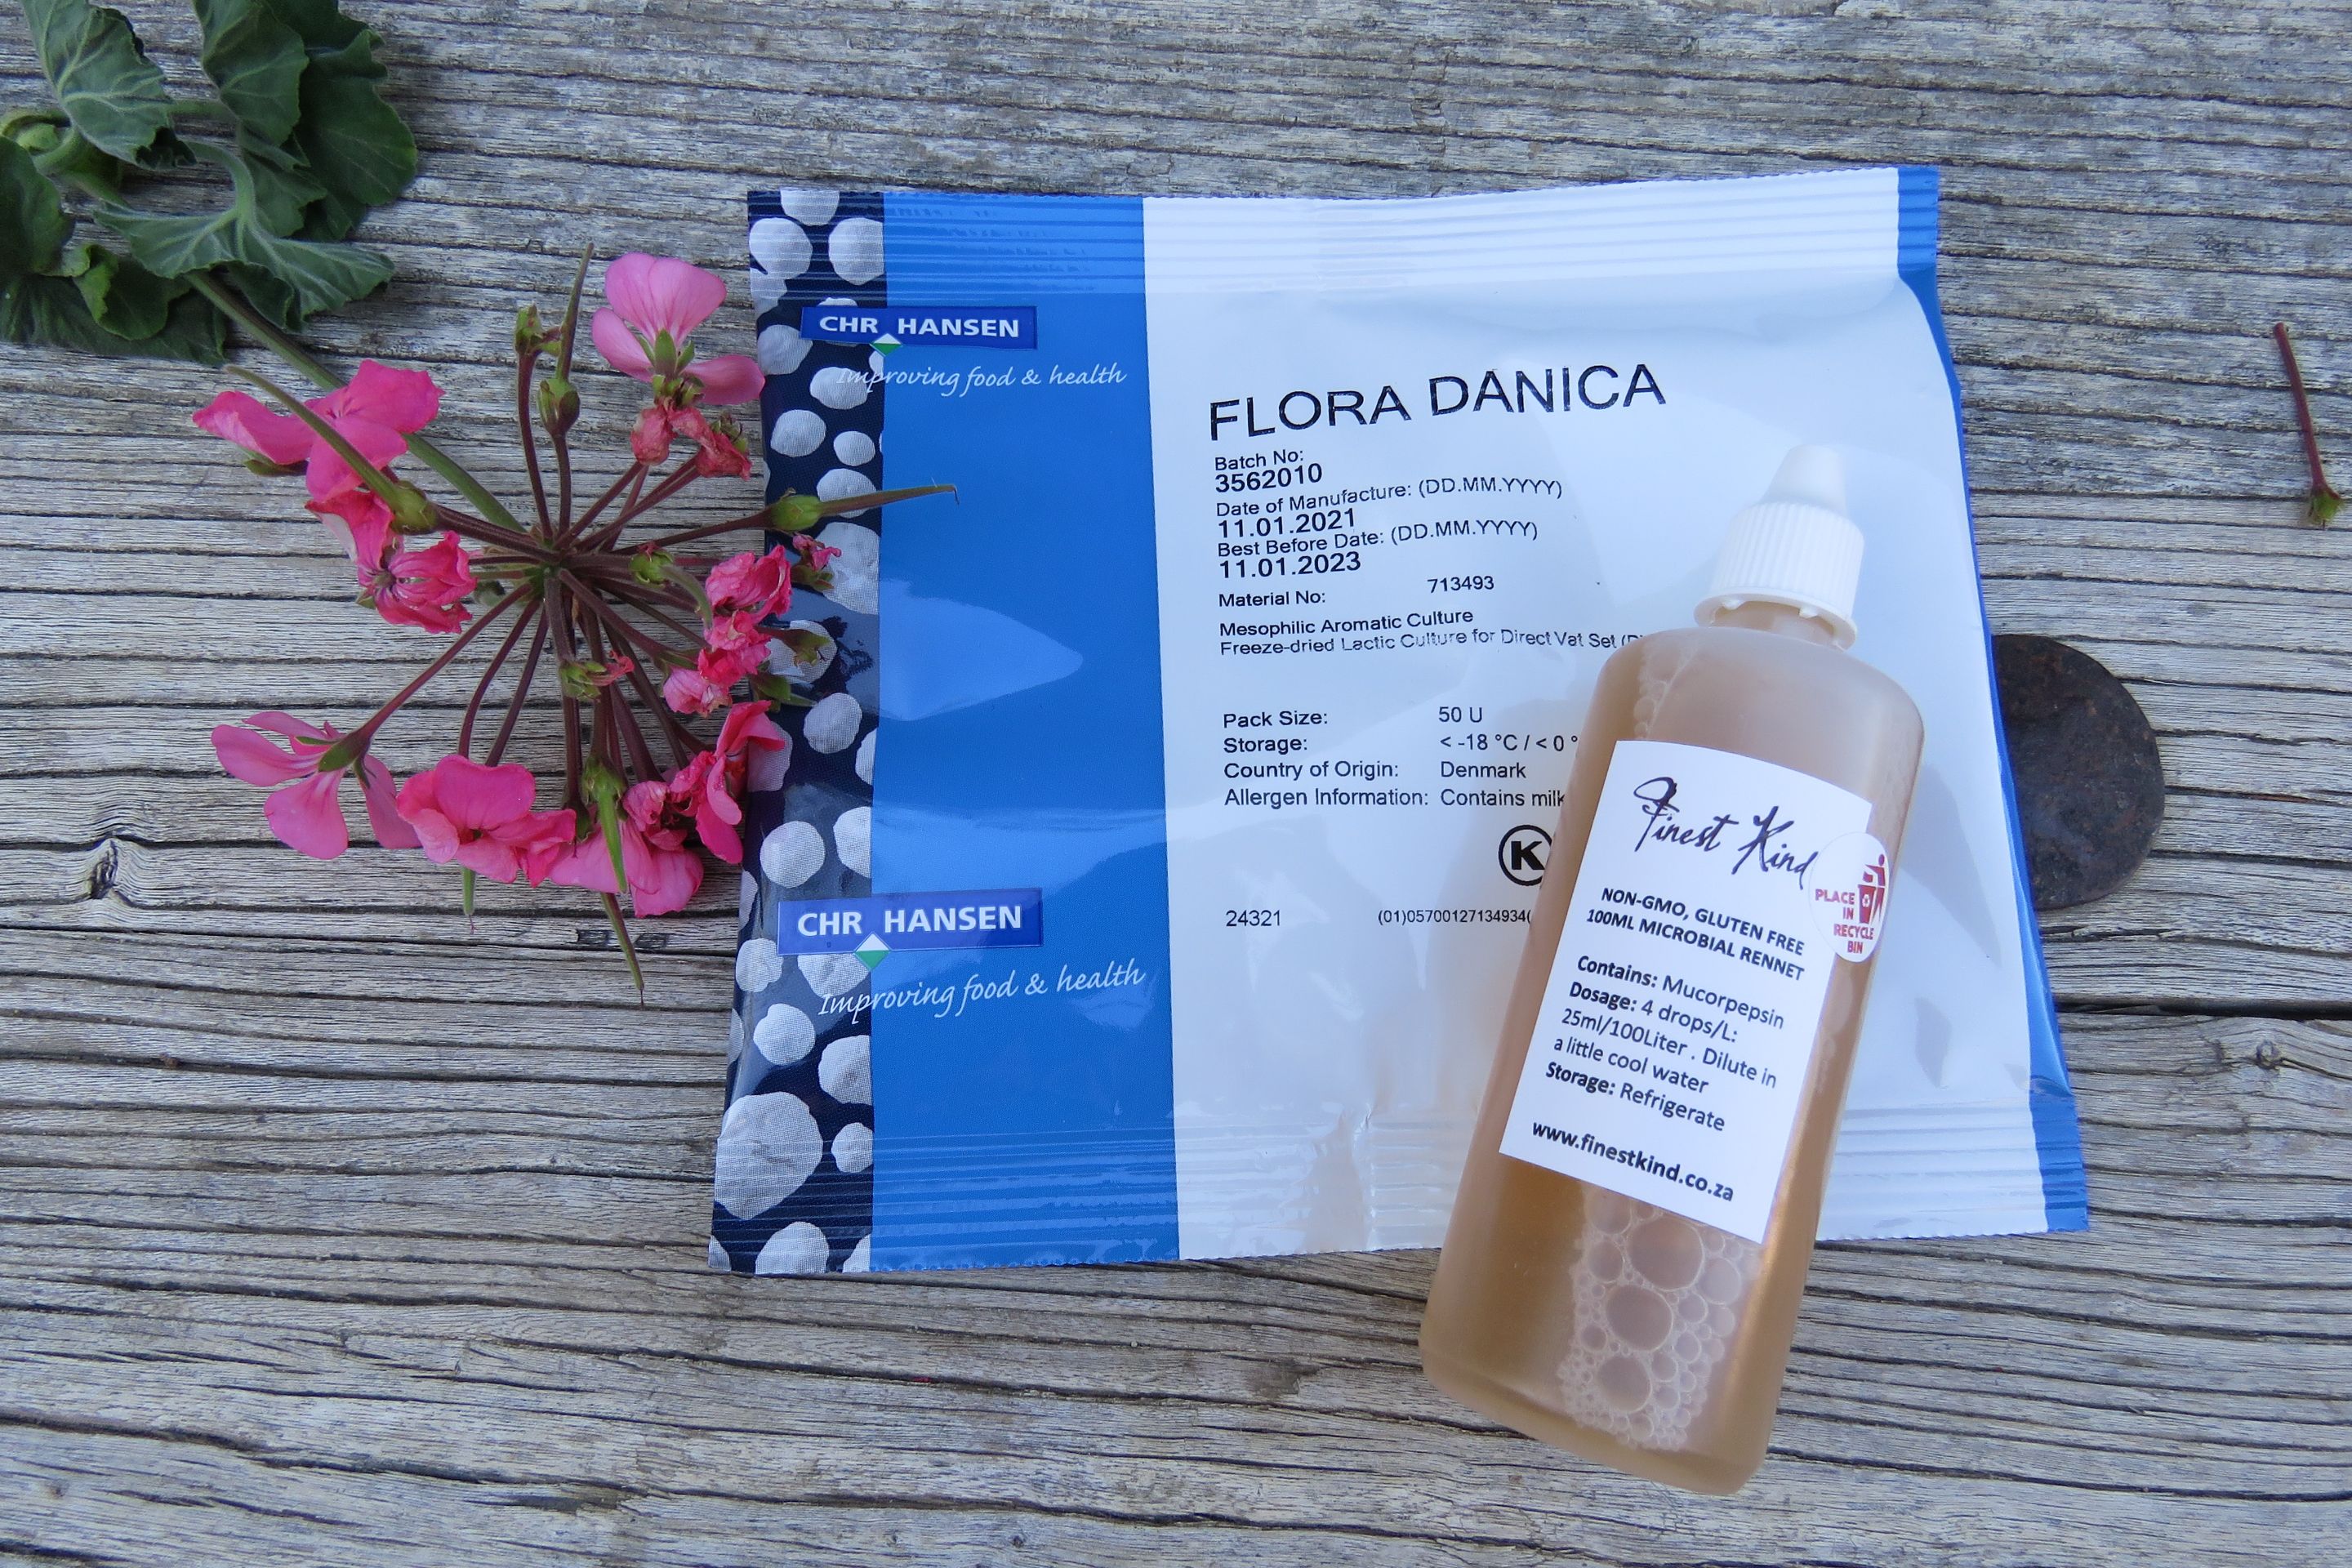 CHR HANSEN
Improving food & health
FLORA DANICA
Batch No:
3562010
Date of Manufacture: (DD.MM.YYYY)
11.01.2021
Best Before Date: (DD.MM.YYYY)
11.01.2023
Material No: 713493
Mesophilic Aromatic Culture
Freeze-dried Lactic Culture for Direct Vat Set
Pack Size: 50 U
Storage: < -18 °C / < 0 °
Country of Origin: Denmark
Allergen Information: Contains milk
K
24321 (01)05700127134934(
CHR HANSEN
Improving food & health
Finest Kind
NON-GMO, GLUTEN FREE
100ML MICROBIAL RENNET
Contains: Mucorpepsin
Dosage: 4 drops/L:
25ml/100Liter . Dilute in
a little cool water
Storage: Refrigerate
www.finestkind.co.za
PLACE
IN
RECYCLE
BIN